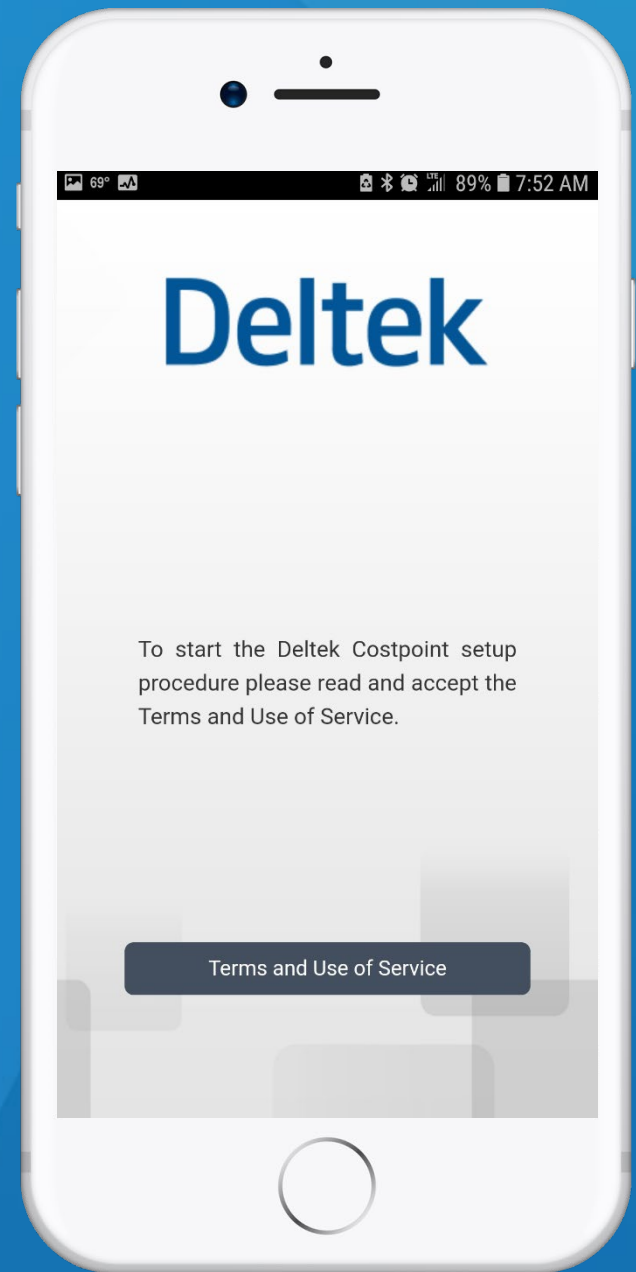 69° LTE 89% 7:52 AM
Deltek
To start the Deltek Costpoint setup
procedure please read and accept the
Terms and Use of Service.
Terms and Use of Service